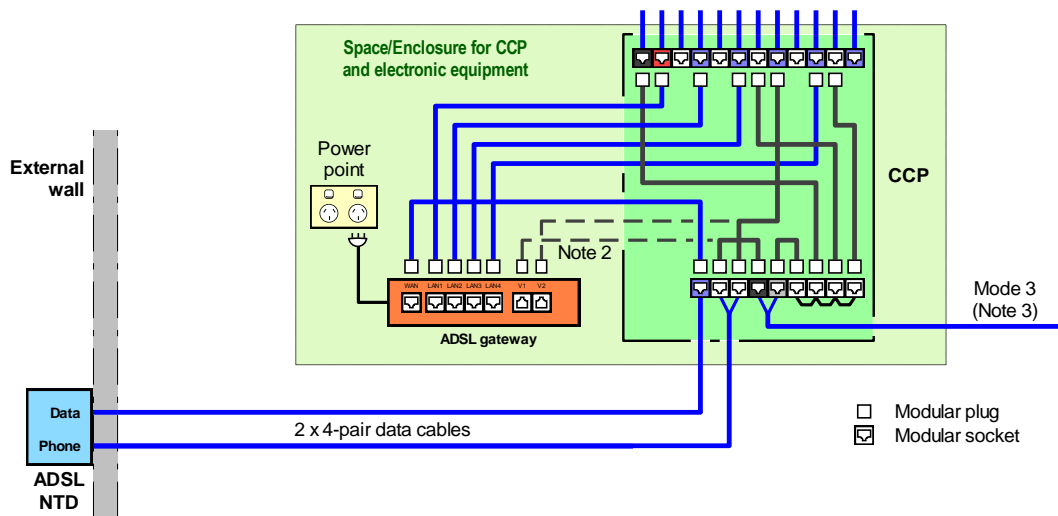 Space/Enclosure for CCP
and electronic equipment
External
wall
Power
point
CCP
Note 2
WAN LAN1 LAN2 LAN3 LAN4 V1 V2
ADSL gateway
Mode 3
(Note 3)
Data
Phone
2 x 4-pair data cables
ADSL
NTD
Modular plug
Modular socket